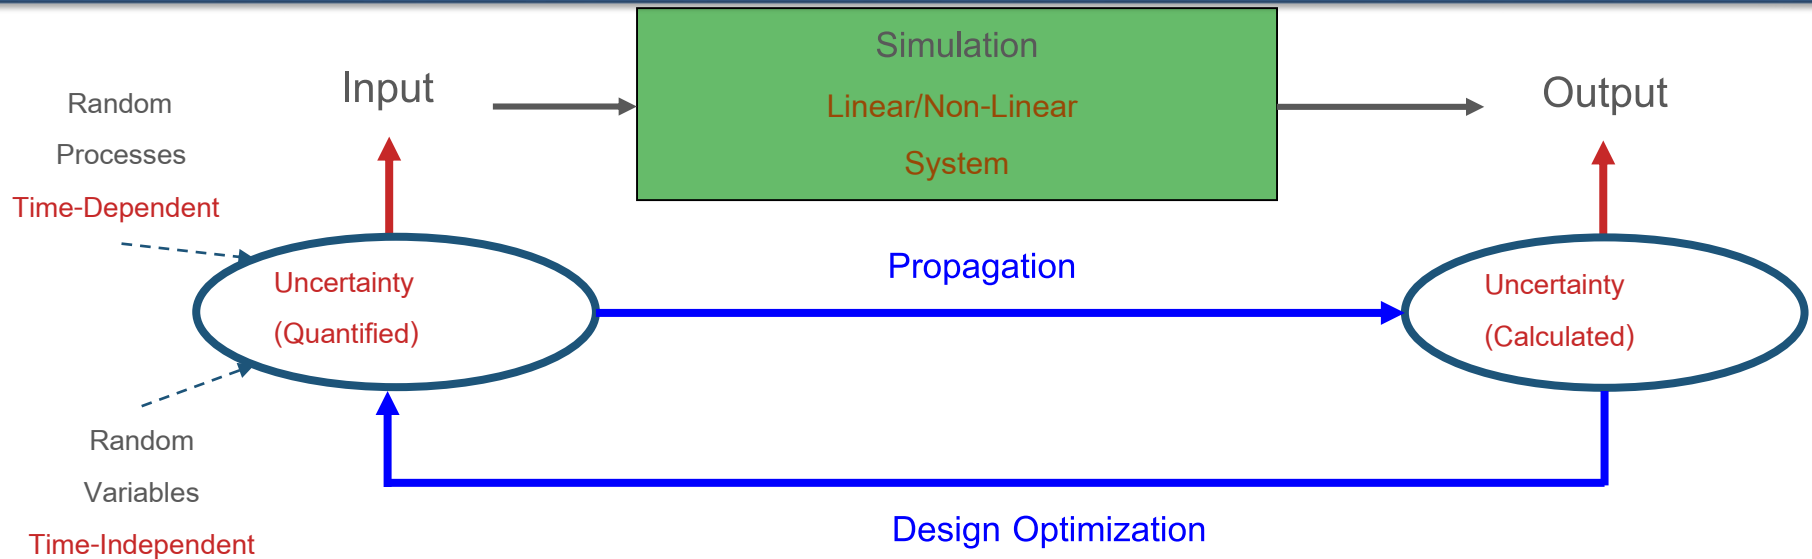 Simulation
Linear/Non-Linear
System
Input
Output
Random
Processes
Time-Dependent
Uncertainty
(Quantified)
Propagation
Uncertainty
(Calculated)
Random
Variables
Time-Independent
Design Optimization